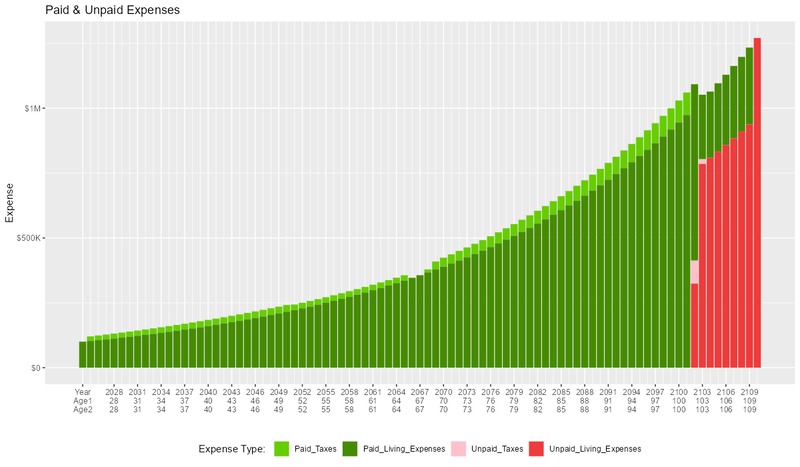 Paid & Unpaid Expenses
$1M
$500K
$0
Expense
Year 2028 2031 2034 2037 2040 2043 2046 2049 2052 2055 2058 2061 2064 2067 2070 2073 2076 2079 2082 2085 2088 2091 2094 2097 2100 2103 2106 2109
Age1 28 31 34 37 40 43 46 49 52 55 58 61 64 67 70 73 76 79 82 85 88 91 94 97 100 103 106 109
Age2 28 31 34 37 40 43 46 49 52 55 58 61 64 67 70 73 76 79 82 85 88 91 94 97 100 103 106 109
Expense Type: Paid_Taxes Paid_Living_Expenses Unpaid_Taxes Unpaid_Living_Expenses